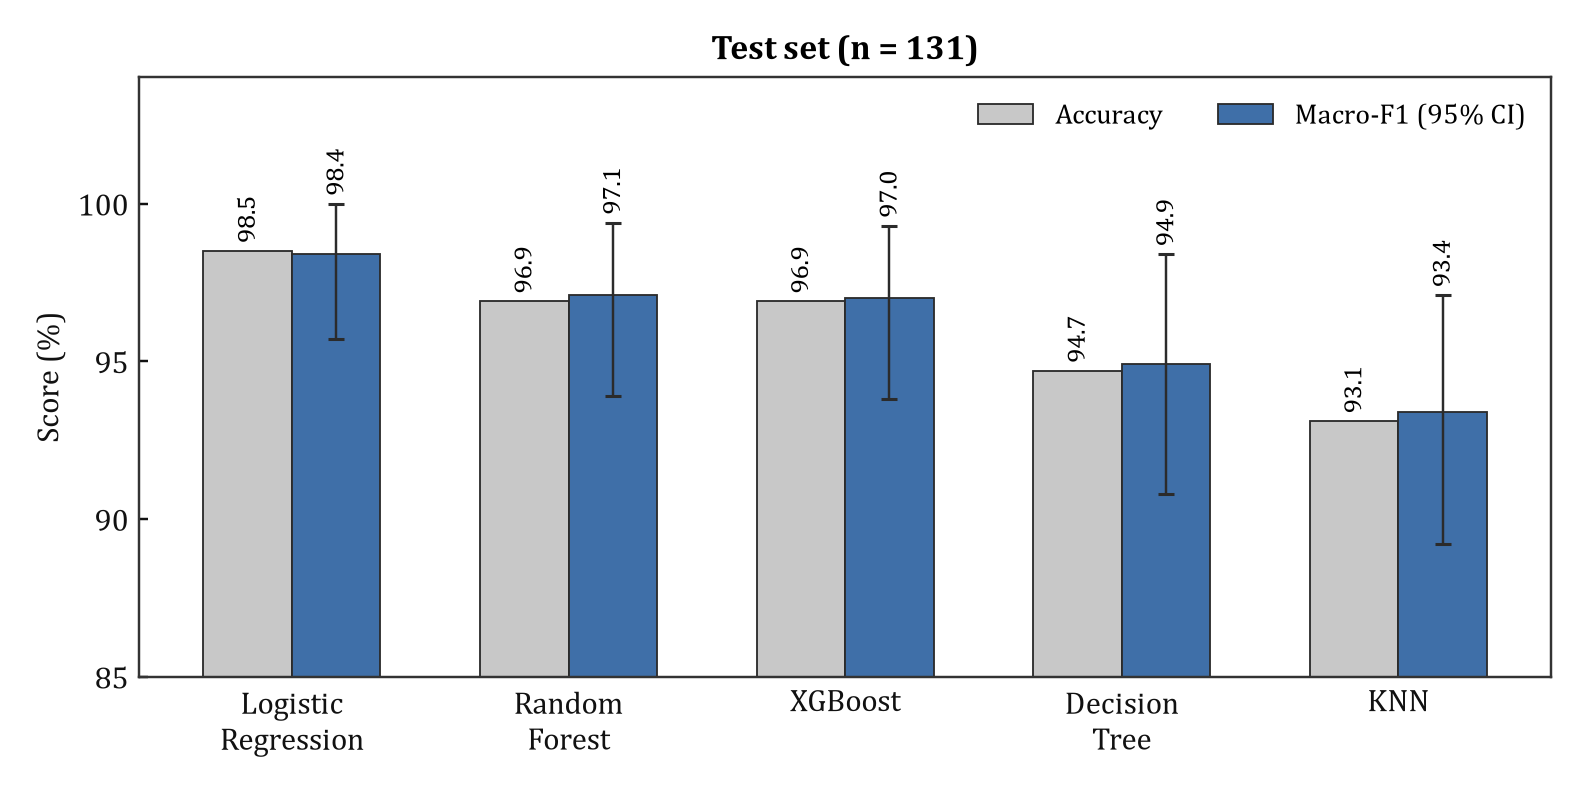 Test set (n = 131)
Accuracy
Macro-F1 (95% CI)
Score (%)
100
95
90
85
98.5
98.4
96.9
97.1
96.9
97.0
94.7
94.9
93.1
93.4
Logistic
Regression
Random
Forest
XGBoost
Decision
Tree
KNN